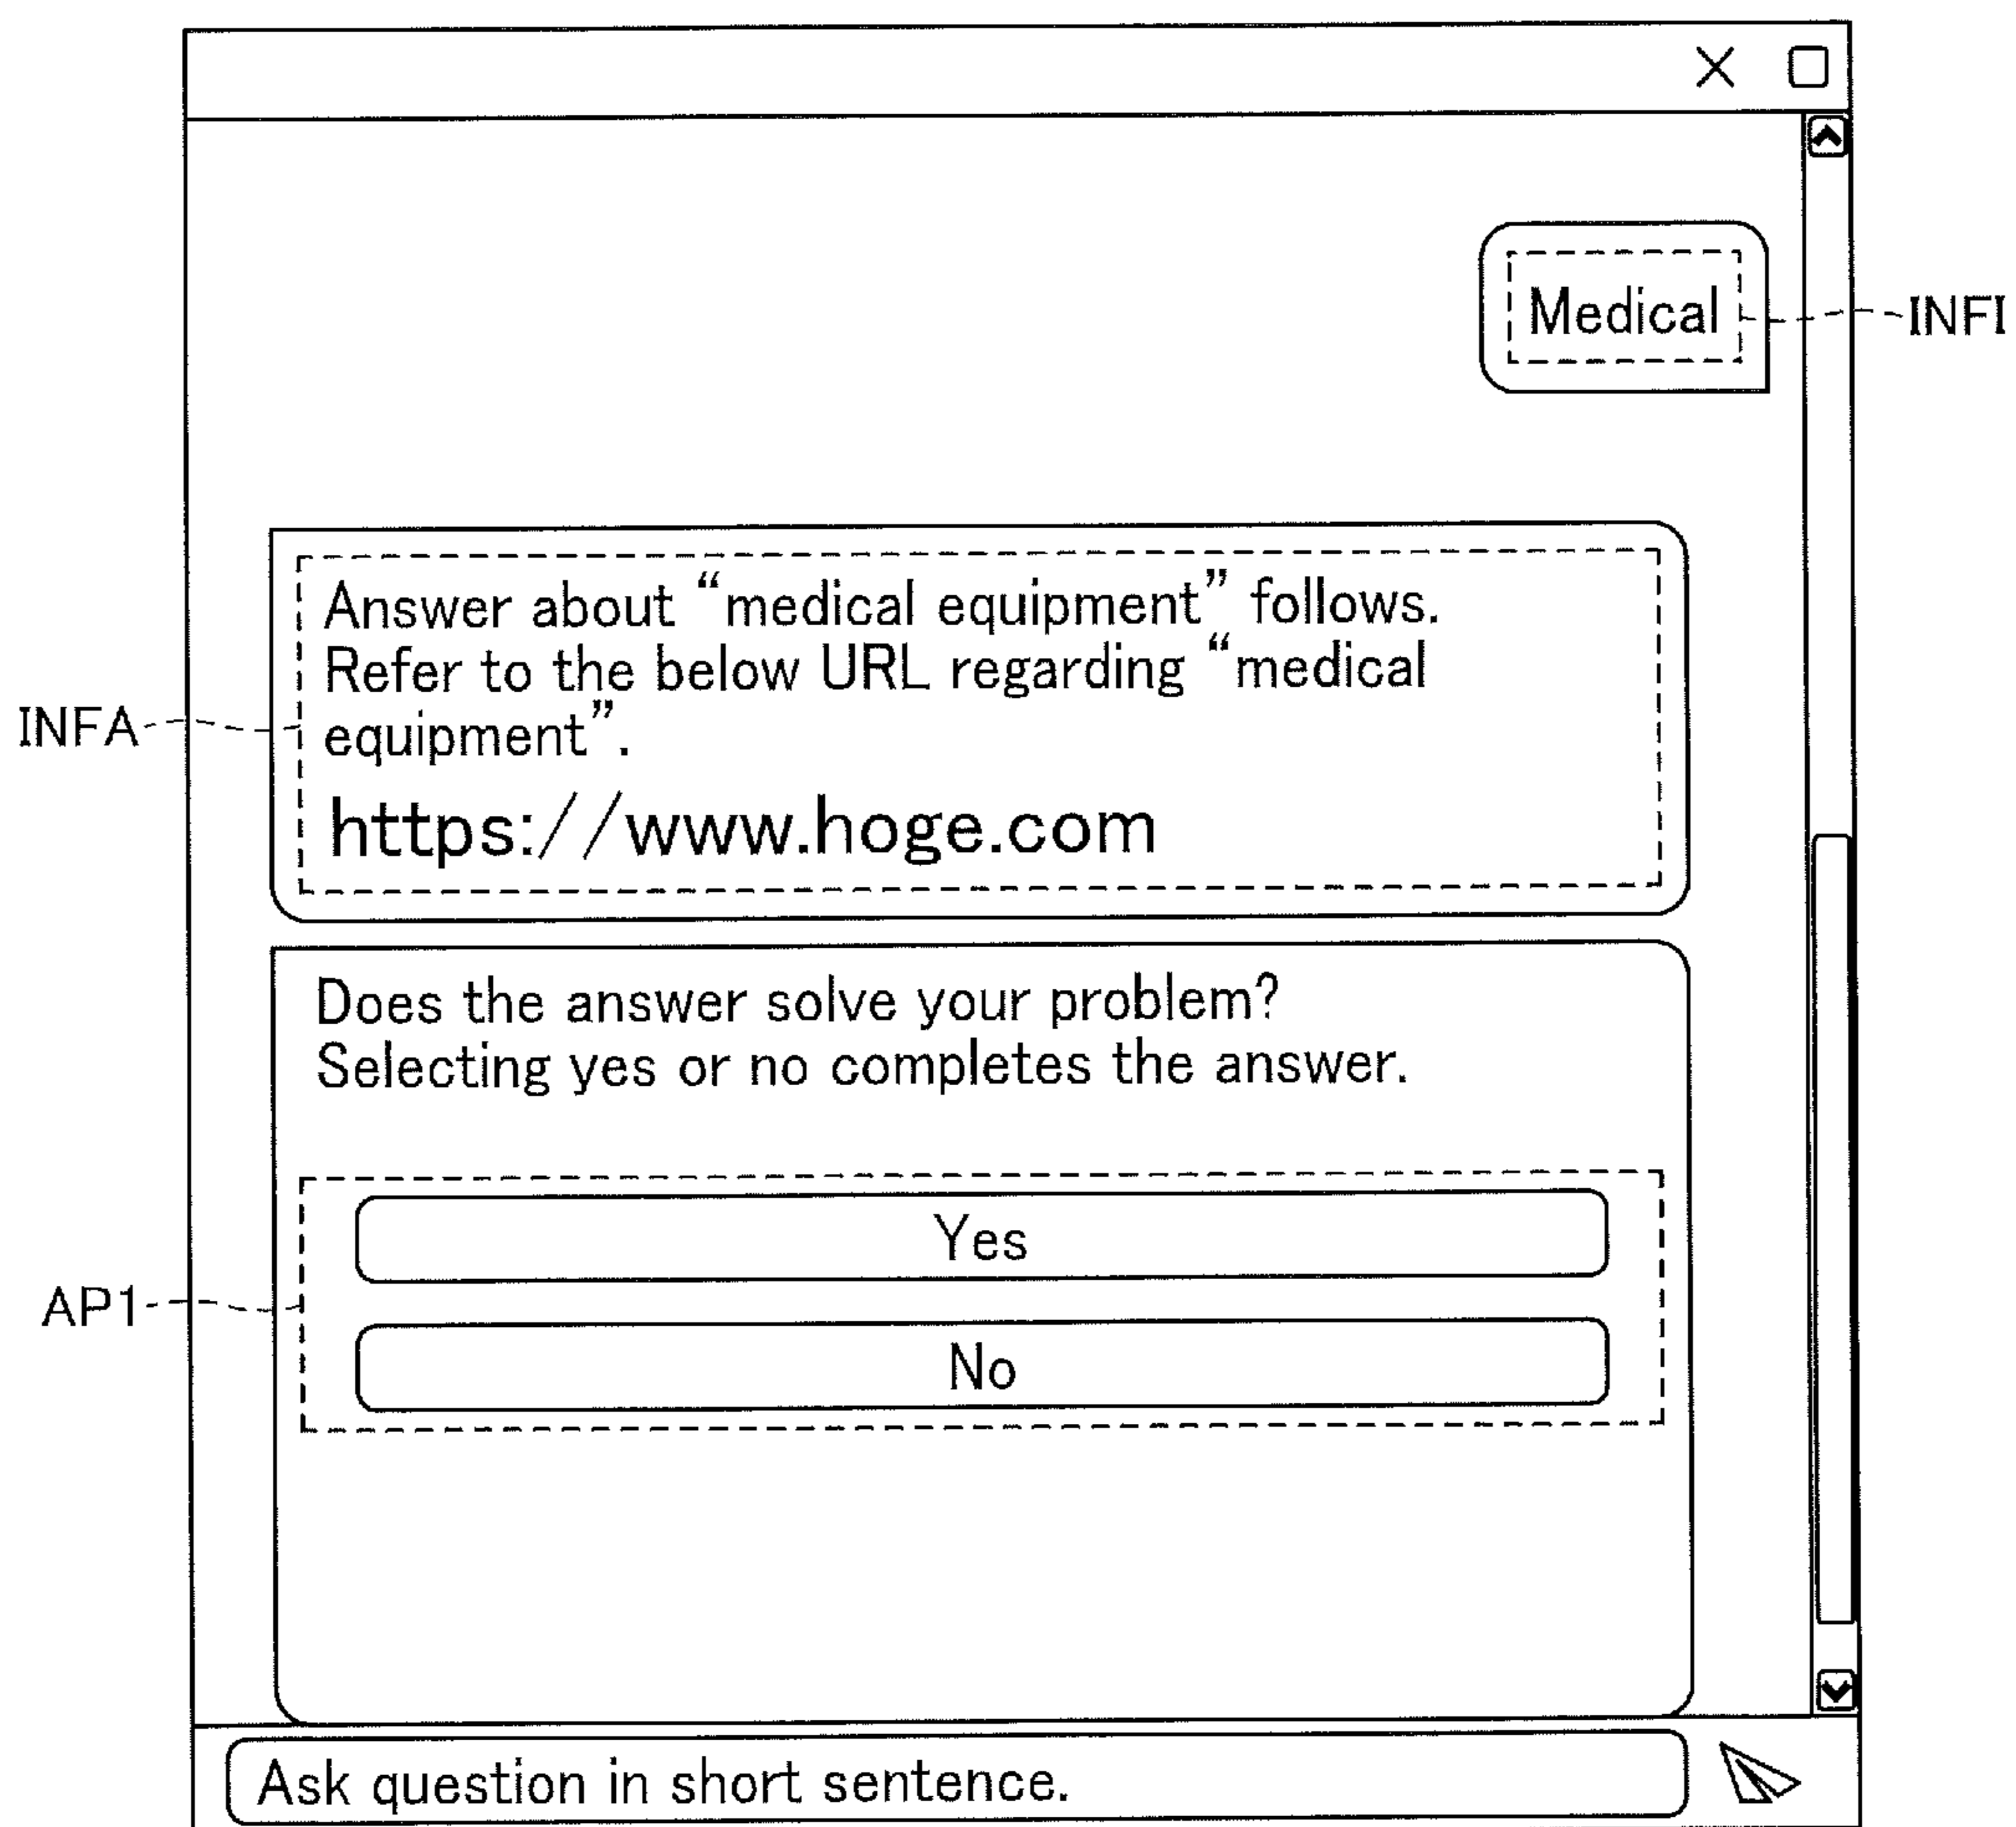 Medical
INFI
Answer about “medical equipment” follows.
Refer to the below URL regarding “medical
equipment”.
INFA
https://www.hoge.com
Does the answer solve your problem?
Selecting yes or no completes the answer.
Yes
AP1
No
Ask question in short sentence.